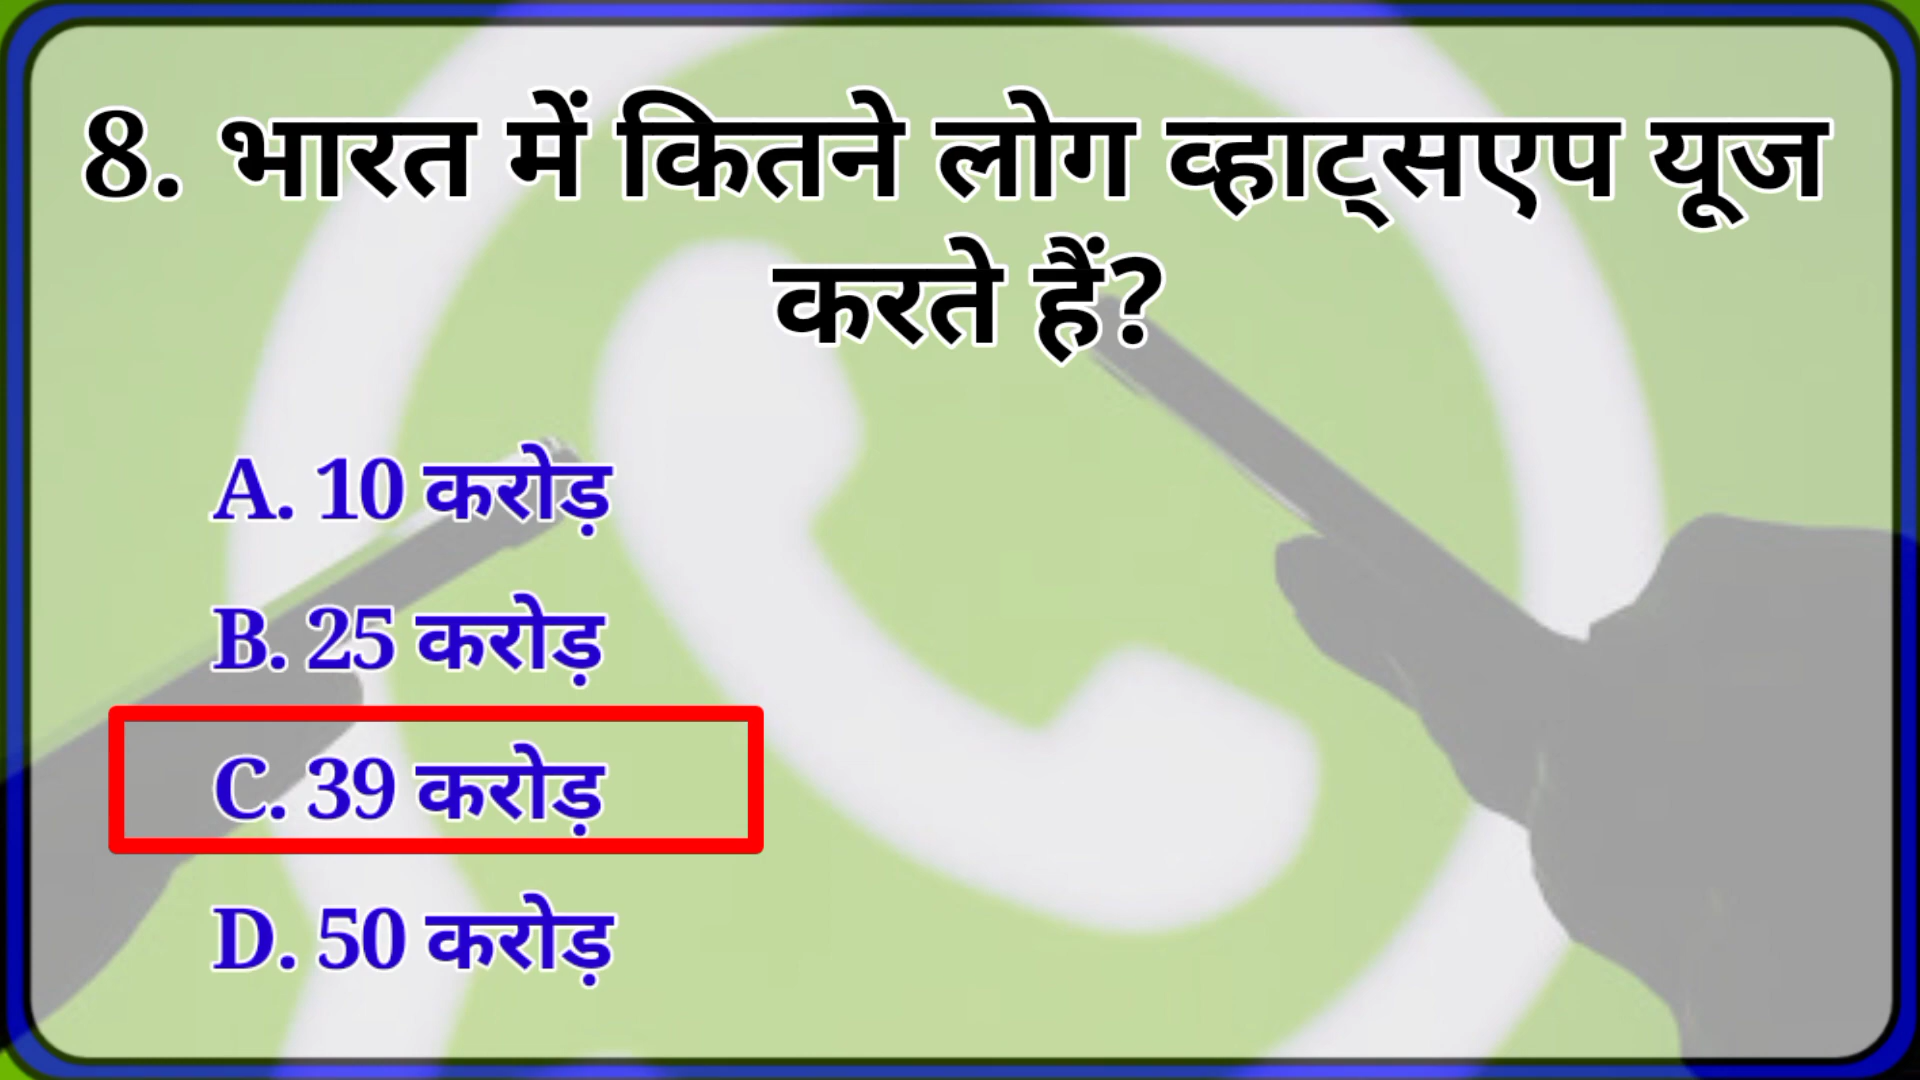 8. भारत में कितने लोग व्हाट्सएप यूज
करते हैं?
A. 10 करोड़
B. 25 करोड़
C. 39 करोड़
D. 50 करोड़